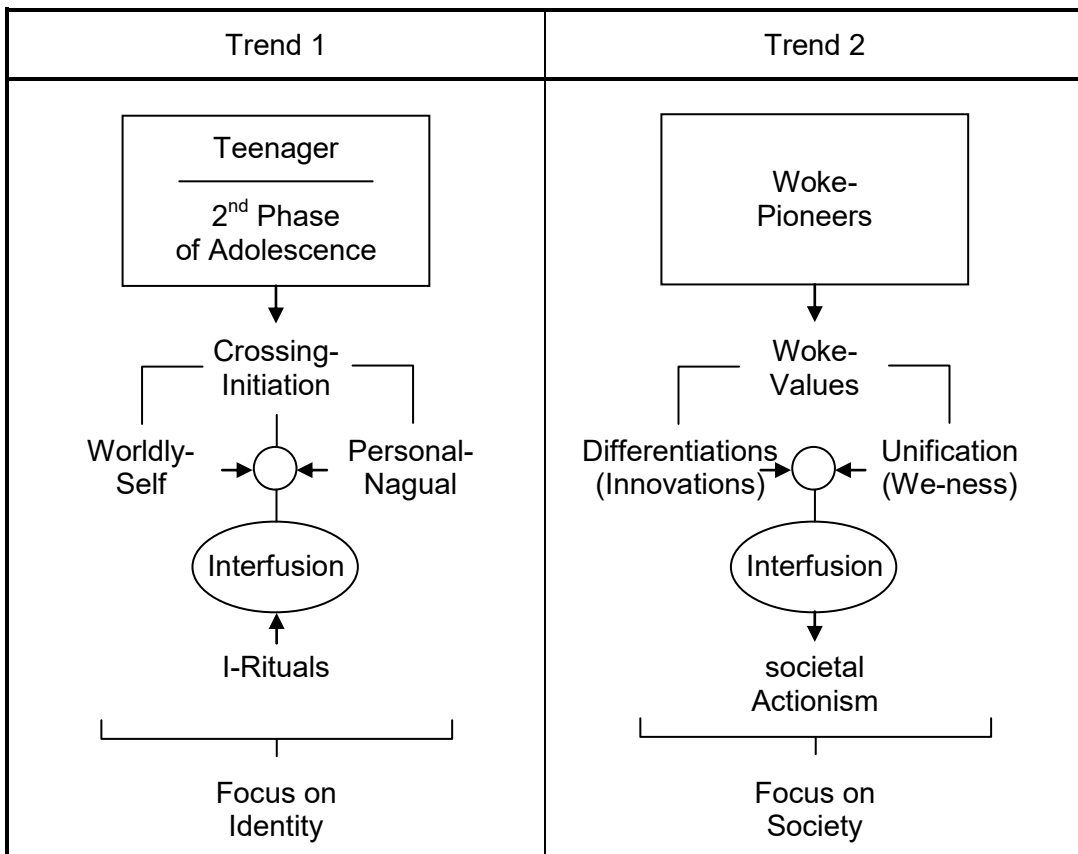 Trend 1
Teenager
2nd Phase
of Adolescence
Crossing-
Initiation
Worldly-
Self
Personal-
Nagual
Interfusion
I-Rituals
Focus on
Identity
Trend 2
Woke-
Pioneers
Woke-
Values
Differentiations
(Innovations)
Unification
(We-ness)
Interfusion
societal
Actionism
Focus on
Society